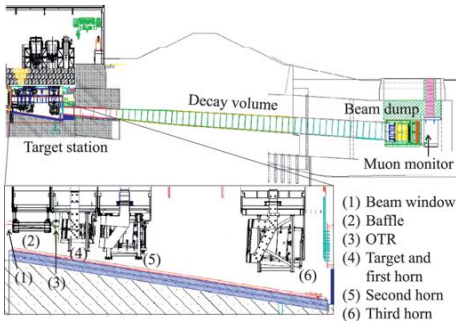 Decay volume
Beam dump
Target station
Muon monitor
(1) Beam window
(2) Baffle
(3) OTR
(4) Target and
first horn
(5) Second horn
(6) Third horn
(2)
(4)
(5)
(6)
(1)
(3)